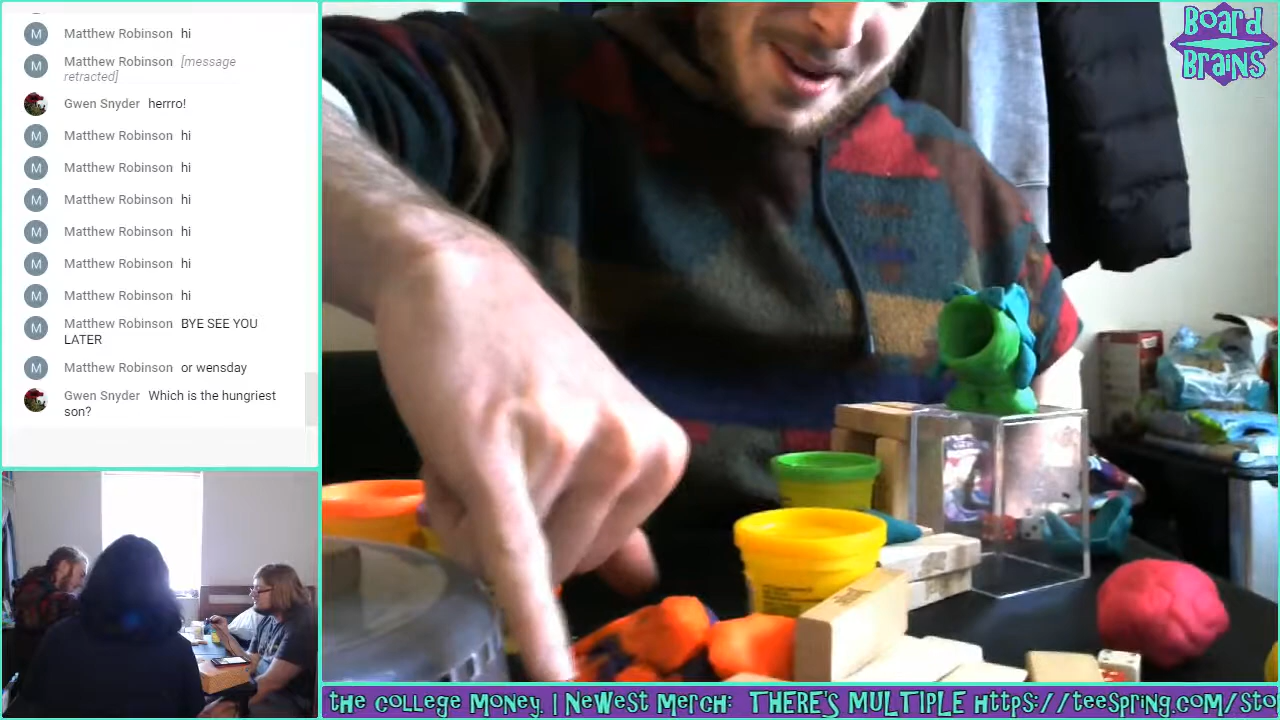 Matthew Robinson hi
Matthew Robinson [message
retracted]
Gwen Snyder herrro!
M Matthew Robinson hi
M Matthew Robinson hi
M Matthew Robinson hi
M Matthew Robinson hi
M Matthew Robinson hi
M Matthew Robinson hi
M Matthew Robinson BYE SEE YOU
LATER
M Matthew Robinson or wensday
Gwen Snyder Which is the hungriest
son?
Board
BRaiNS
the college Money. | Newest Merch: THERE'S MULTIPLE Https://teespring.com/sto